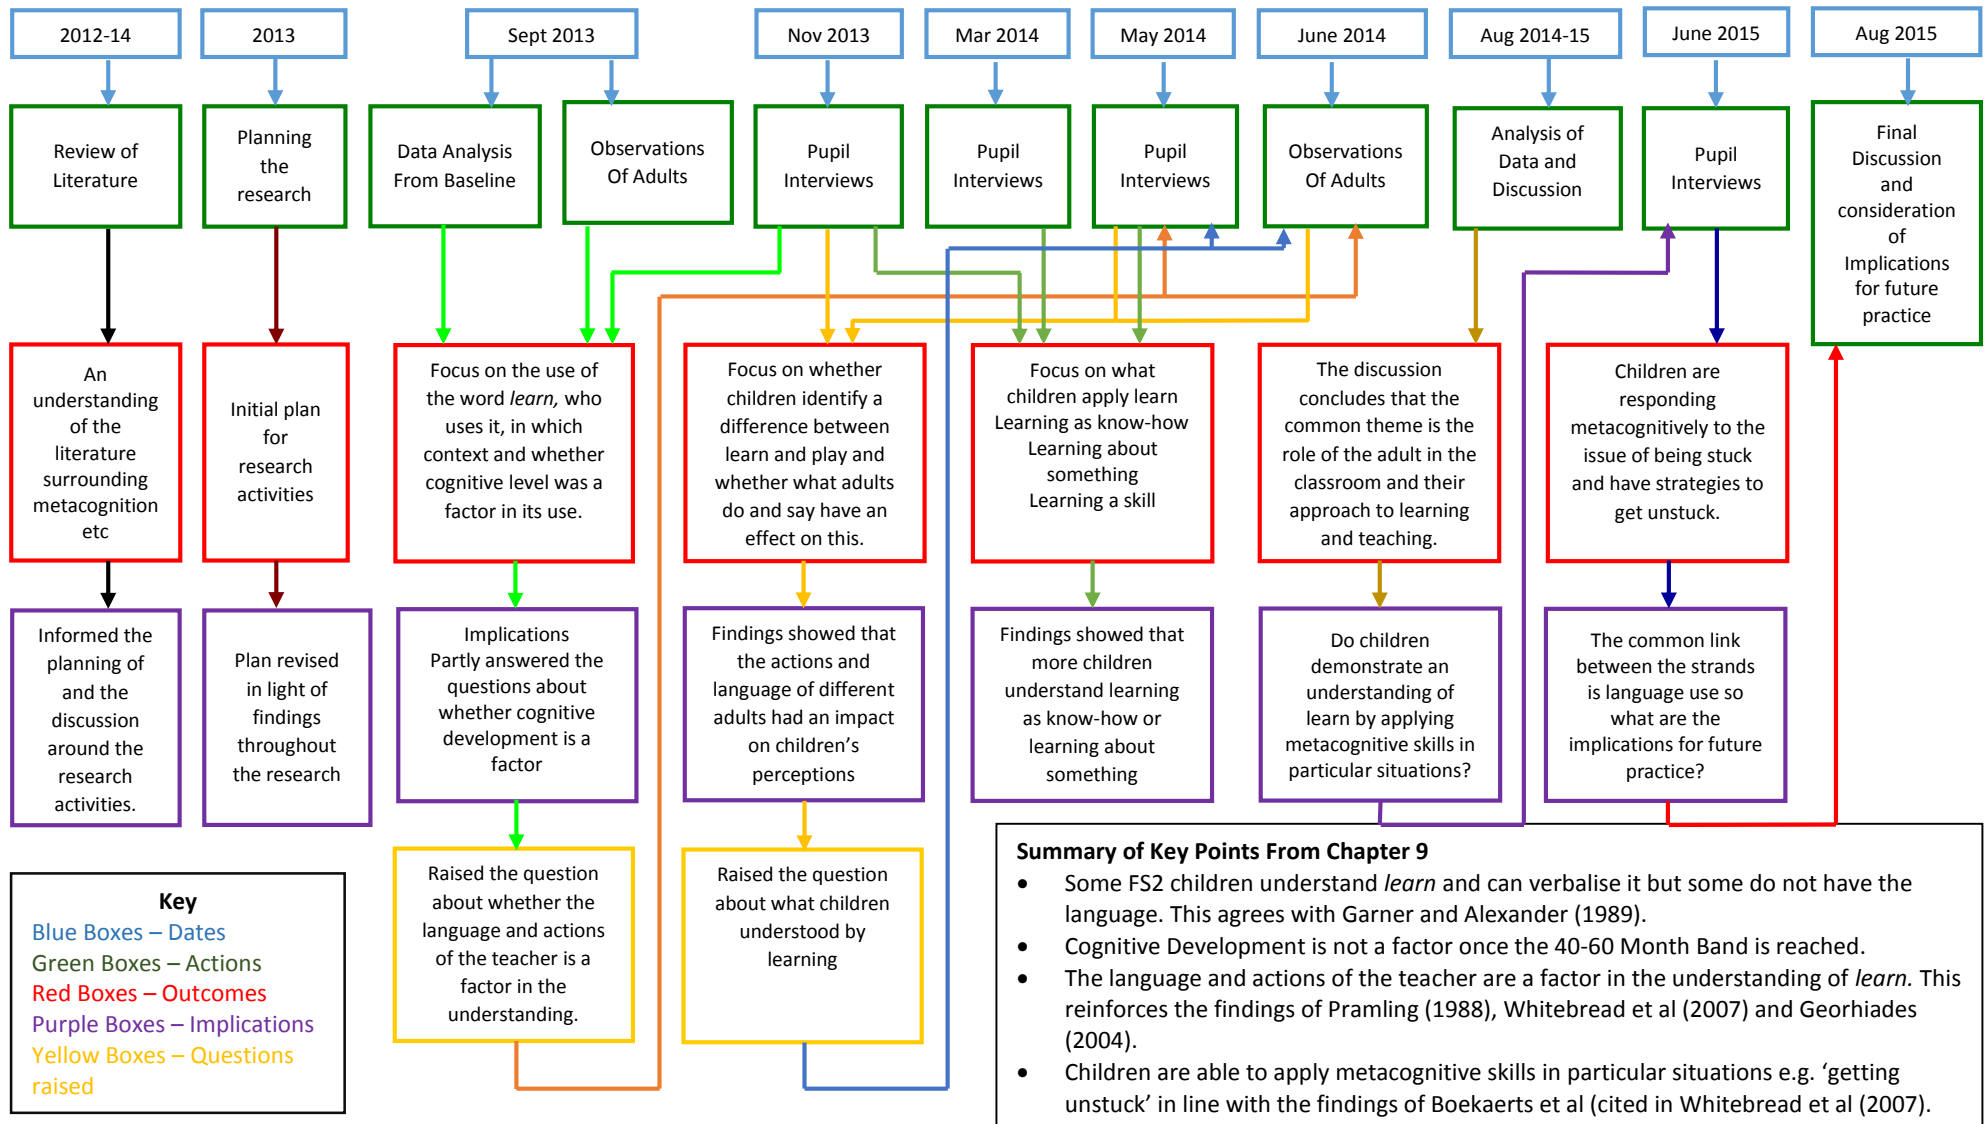 2012-14
2013
Sept 2013
Nov 2013
Mar 2014
May 2014
June 2014
Aug 2014-15
June 2015
Aug 2015
Review of
Literature
Planning
the
research
Data Analysis
From Baseline
Observations
Of Adults
Pupil
Interviews
Pupil
Interviews
Pupil
Interviews
Observations
Of Adults
Analysis of
Data and
Discussion
Pupil
Interviews
Final
Discussion
and
consideration
of
Implications
for future
practice
An
understanding
of the
literature
surrounding
metacognition
etc
Initial plan
for
research
activities
Focus on the use of
the word learn, who
uses it, in which
context and whether
cognitive level was a
factor in its use.
Focus on whether
children identify a
difference between
learn and play and
whether what adults
do and say have an
effect on this.
Focus on what
children apply learn
Learning as know-how
Learning about
something
Learning a skill
The discussion
concludes that the
common theme is the
role of the adult in the
classroom and their
approach to learning
and teaching.
Children are
responding
metacognitively to the
issue of being stuck
and have strategies to
get unstuck.
Informed the
planning of
and the
discussion
around the
research
activities.
Plan revised
in light of
findings
throughout
the research
Implications
Partly answered the
questions about
whether cognitive
development is a
factor
Findings showed that
the actions and
language of different
adults had an impact
on children’s
perceptions
Findings showed that
more children
understand learning
as know-how or
learning about
something
Do children
demonstrate an
understanding of
learn by applying
metacognitive skills in
particular situations?
The common link
between the strands
is language use so
what are the
implications for future
practice?
Raised the question
about whether the
language and actions
of the teacher is a
factor in the
understanding.
Raised the question
about what children
understood by
learning
Key
Blue Boxes – Dates
Green Boxes – Actions
Red Boxes – Outcomes
Purple Boxes – Implications
Yellow Boxes – Questions
raised
Summary of Key Points From Chapter 9
• Some FS2 children understand learn and can verbalise it but some do not have the
language. This agrees with Garner and Alexander (1989).
• Cognitive Development is not a factor once the 40-60 Month Band is reached.
• The language and actions of the teacher are a factor in the understanding of learn. This
reinforces the findings of Pramling (1988), Whitebread et al (2007) and Georhiades
(2004).
• Children are able to apply metacognitive skills in particular situations e.g. ‘getting
unstuck’ in line with the findings of Boekaerts et al (cited in Whitebread et al (2007).